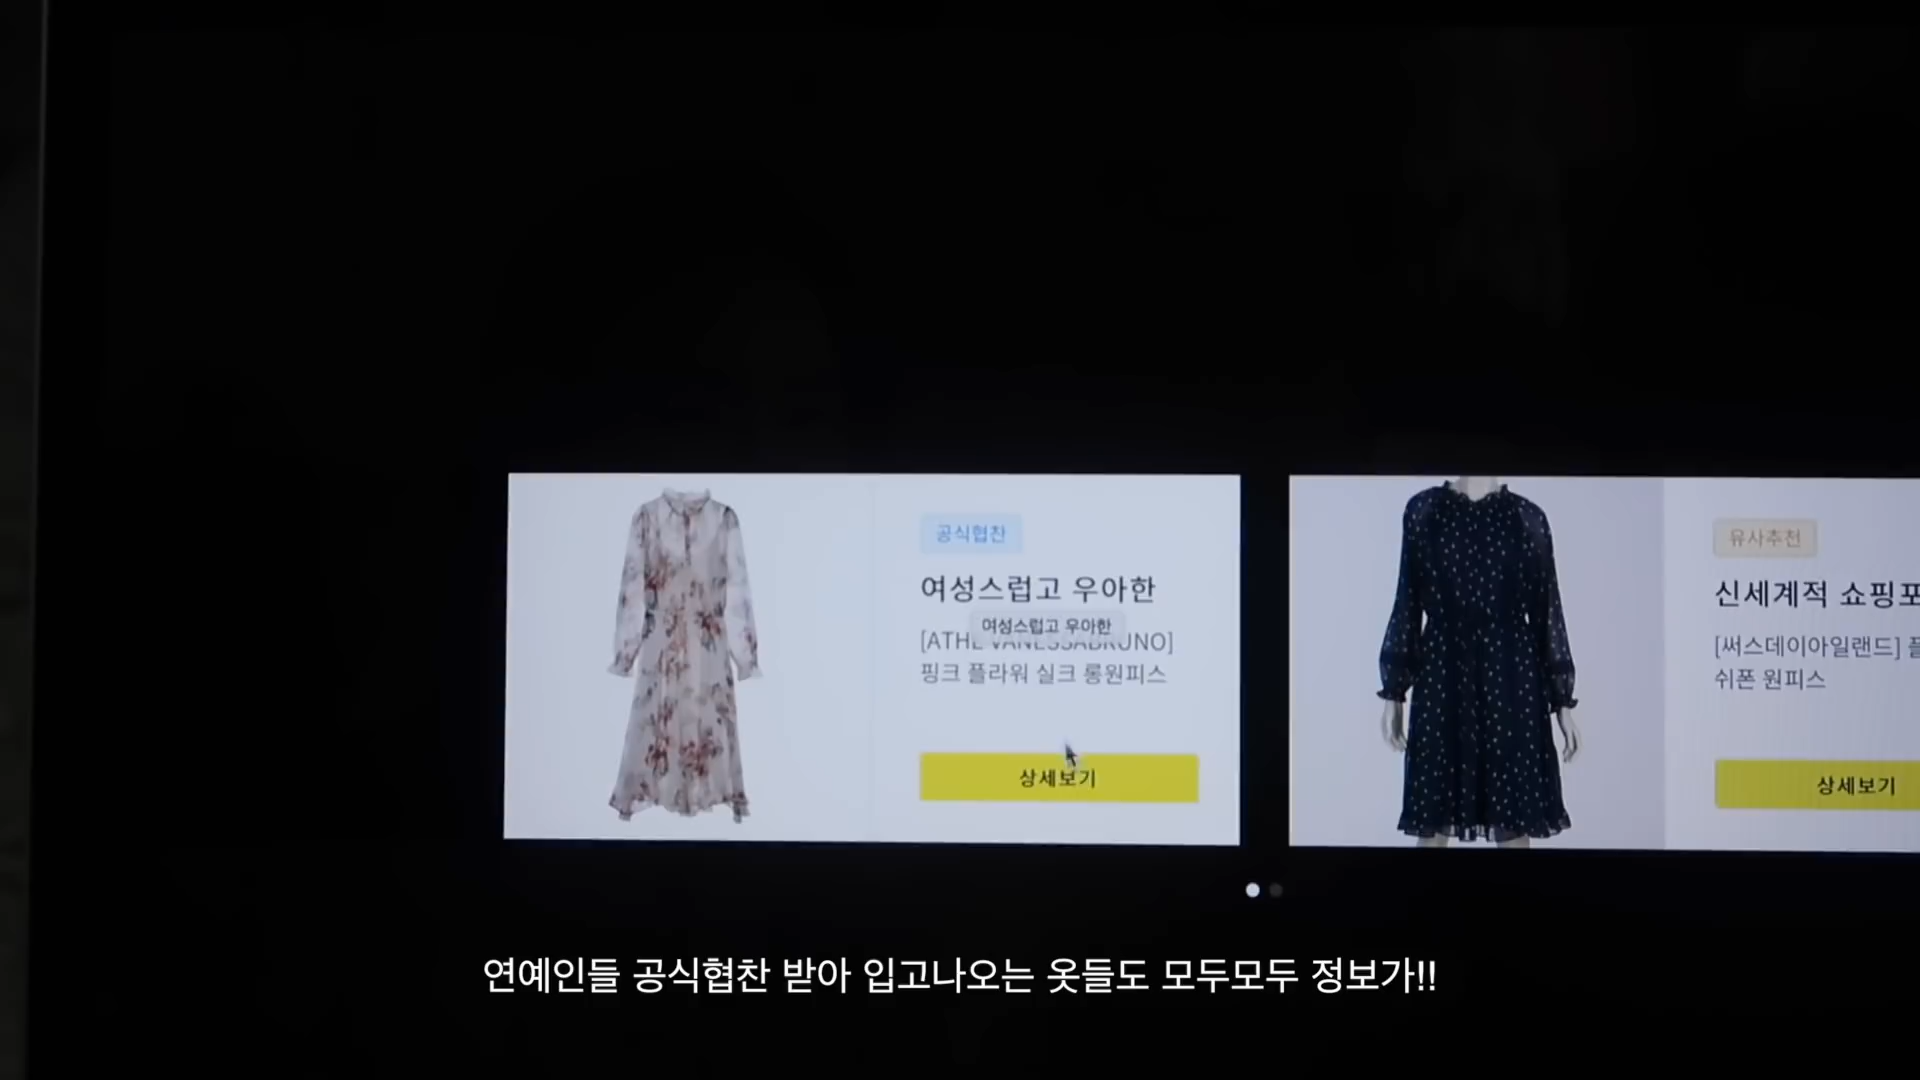 공식협찬
여성스럽고 우아한
여성스럽고 우아한
[ATHE VANESSABRUNO]
핑크 플라워 실크 롱원피스
상세보기
유사추천
신세계적 쇼핑포
[써스데이아일랜드] 플
쉬폰 원피스
상세보기
연예인들 공식협찬 받아 입고나오는 옷들도 모두모두 정보가!!